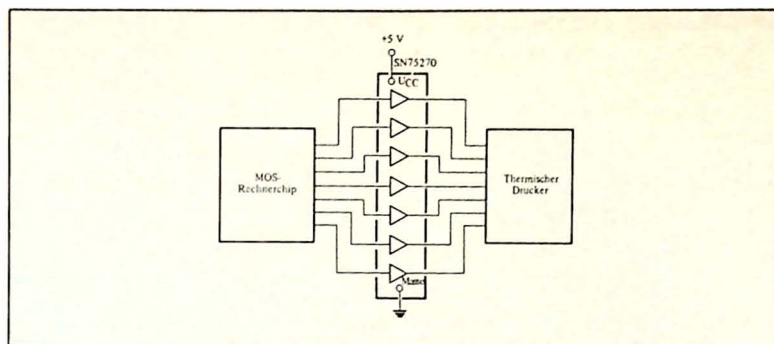 +5 V
SN75270
UCC
MOS-
Rechnerchip
Thermischer
Drucker